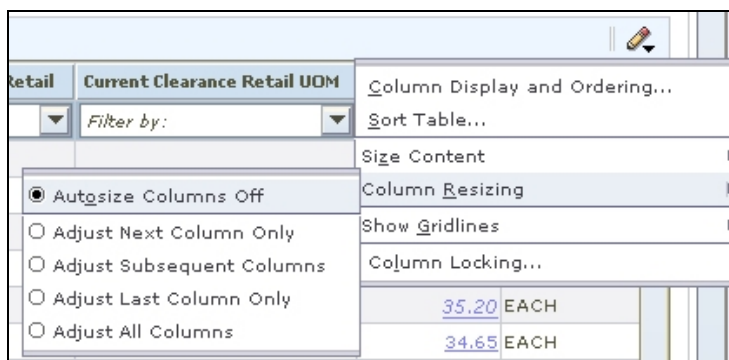 Retail
Current Clearance Retail UOM
Filter by:
Column Display and Ordering...
Sort Table...
Size Content
Column Resizing
Show Gridlines
Column Locking...
Autosize Columns Off
Adjust Next Column Only
Adjust Subsequent Columns
Adjust Last Column Only
Adjust All Columns
35.20 EACH
34.65 EACH